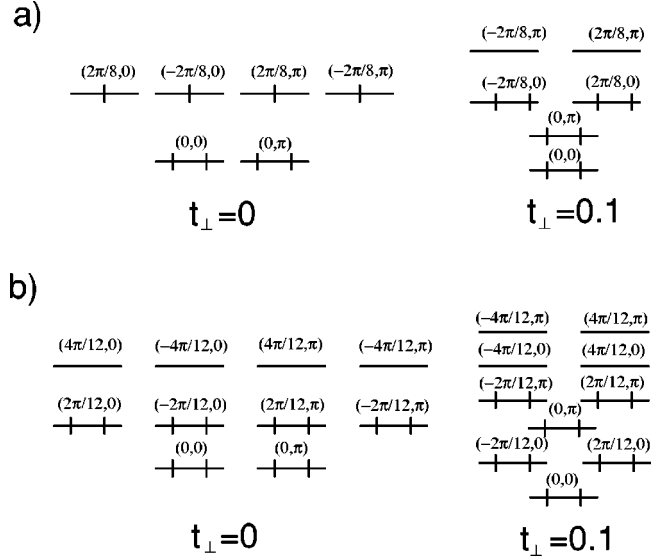 a)
(2π/8,0) (−2π/8,0) (2π/8,π) (−2π/8,π)
(0,0) (0,π)
t⊥=0
(−2π/8,π) (2π/8,π)
(−2π/8,0) (2π/8,0)
(0,π)
(0,0)
t⊥=0.1
b)
(4π/12,0) (−4π/12,0) (4π/12,π) (−4π/12,π)
(2π/12,0) (−2π/12,0) (2π/12,π) (−2π/12,π)
(0,0) (0,π)
t⊥=0
(−4π/12,π) (4π/12,π)
(−4π/12,0) (4π/12,0)
(−2π/12,π) (2π/12,π)
(0,π)
(−2π/12,0) (2π/12,0)
(0,0)
t⊥=0.1